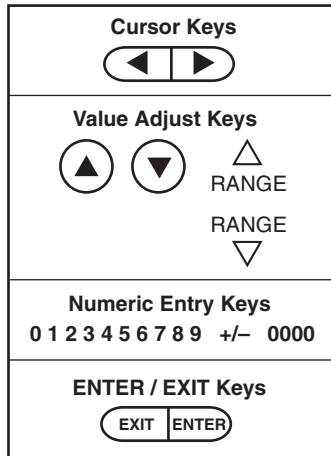 Cursor Keys
Value Adjust Keys
RANGE
RANGE
Numeric Entry Keys
0 1 2 3 4 5 6 7 8 9 +/– 0000
ENTER / EXIT Keys
EXIT ENTER